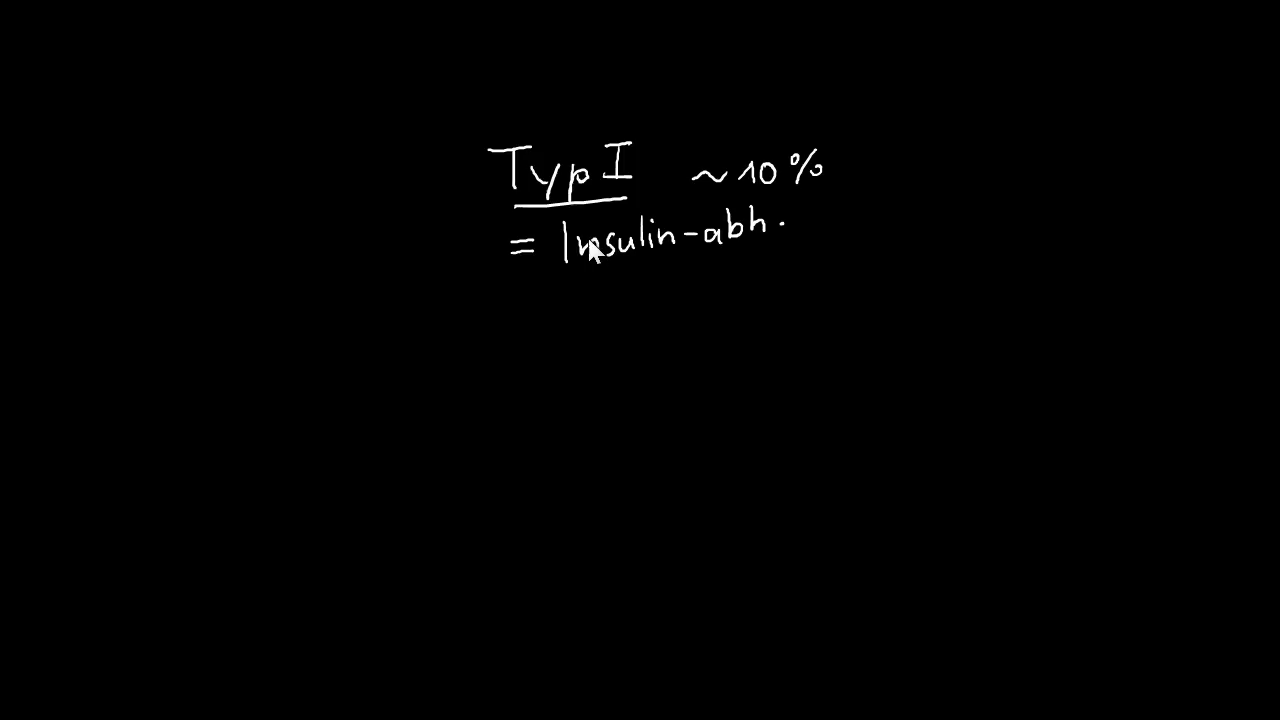 Typ I ~ 10 %
= Insulin-abh.